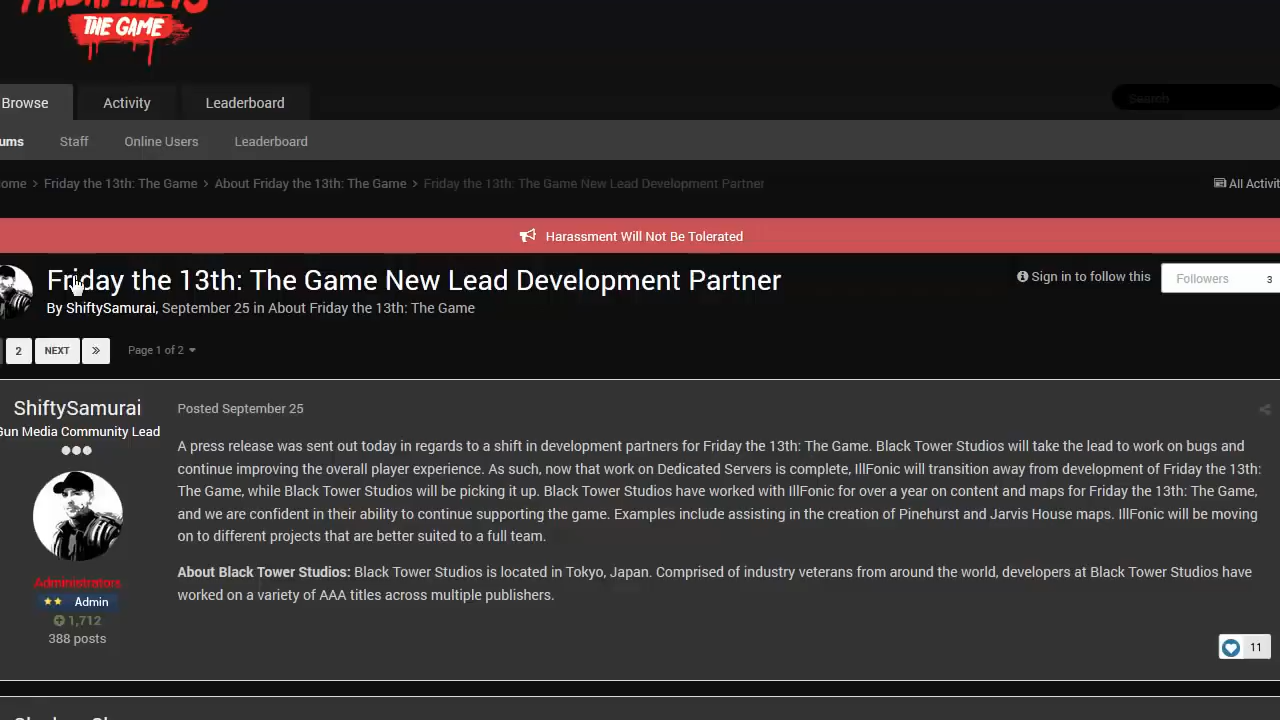 THE GAME
Browse
Activity
Leaderboard
Search
Staff
Online Users
Leaderboard
Friday the 13th: The Game
About Friday the 13th: The Game
Friday the 13th: The Game New Lead Development Partner
Harassment Will Not Be Tolerated
Friday the 13th: The Game New Lead Development Partner
Sign in to follow this
Followers 3
By ShiftySamurai, September 25 in About Friday the 13th: The Game
2 NEXT » Page 1 of 2
ShiftySamurai
Gun Media Community Lead
Administrators
Admin
1,712
388 posts
Posted September 25
A press release was sent out today in regards to a shift in development partners for Friday the 13th: The Game. Black Tower Studios will take the lead to work on bugs and
continue improving the overall player experience. As such, now that work on Dedicated Servers is complete, IllFonic will transition away from development of Friday the 13th:
The Game, while Black Tower Studios will be picking it up. Black Tower Studios have worked with IllFonic for over a year on content and maps for Friday the 13th: The Game,
and we are confident in their ability to continue supporting the game. Examples include assisting in the creation of Pinehurst and Jarvis House maps. IllFonic will be moving
on to different projects that are better suited to a full team.
About Black Tower Studios: Black Tower Studios is located in Tokyo, Japan. Comprised of industry veterans from around the world, developers at Black Tower Studios have
worked on a variety of AAA titles across multiple publishers.
11